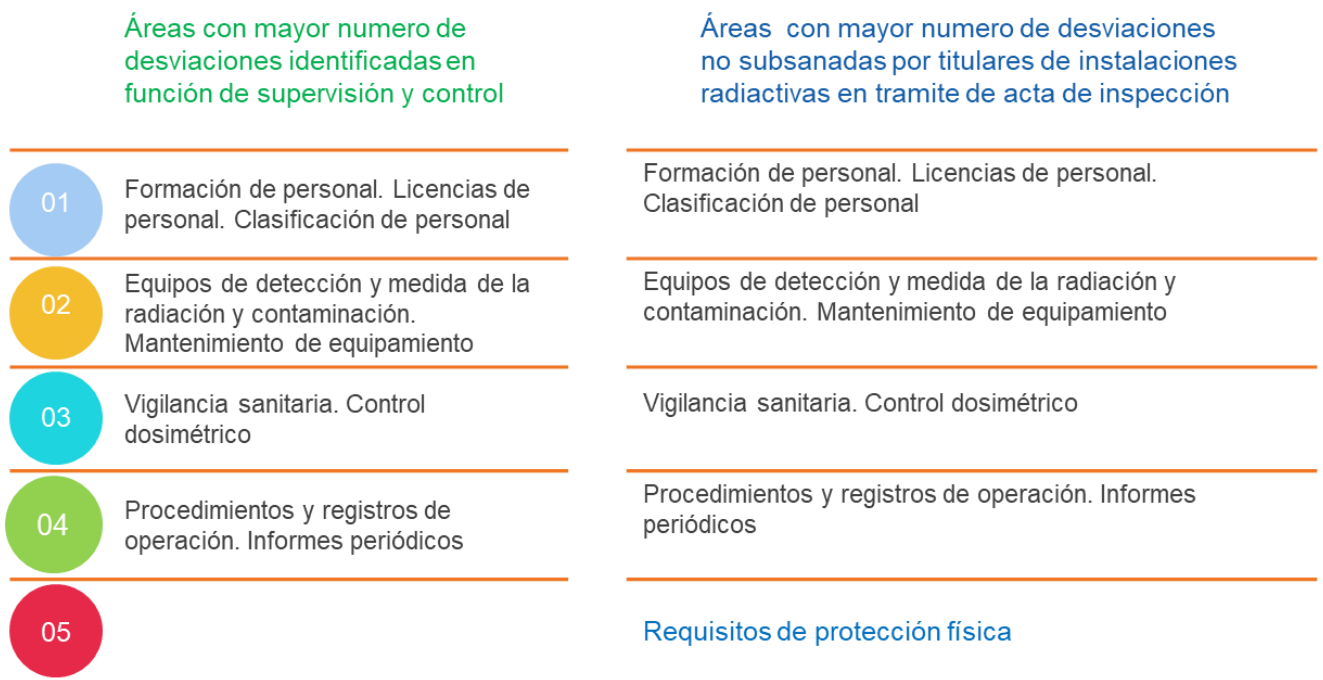 Áreas con mayor numero de
desviaciones identificadas en
función de supervisión y control
Áreas con mayor numero de desviaciones
no subsanadas por titulares de instalaciones
radiactivas en tramite de acta de inspección
01
Formación de personal. Licencias de
personal. Clasificación de personal
Formación de personal. Licencias de personal.
Clasificación de personal
02
Equipos de detección y medida de la
radiación y contaminación.
Mantenimiento de equipamiento
Equipos de detección y medida de la radiación y
contaminación. Mantenimiento de equipamiento
03
Vigilancia sanitaria. Control
dosimétrico
Vigilancia sanitaria. Control dosimétrico
04
Procedimientos y registros de
operación. Informes periódicos
Procedimientos y registros de operación. Informes
periódicos
05
Requisitos de protección física